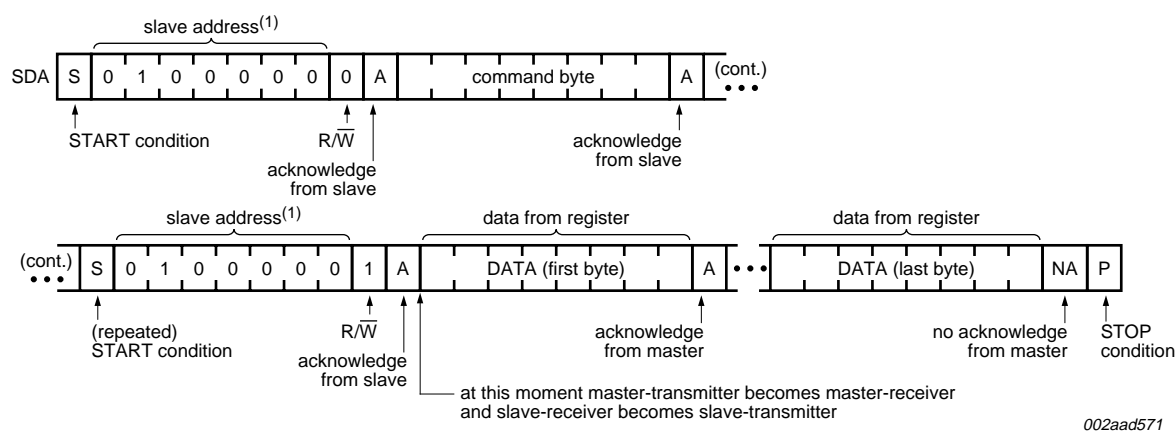 slave address(1)
SDA S 0 1 0 0 0 0 0 0 A command byte A (cont.)
START condition
R/W
acknowledge
from slave
acknowledge
from slave
slave address(1)
data from register
data from register
(cont.) S 0 1 0 0 0 0 0 1 A DATA (first byte) A DATA (last byte) NA P
(repeated)
START condition
R/W
acknowledge
from slave
acknowledge
from master
no acknowledge
from master
STOP
condition
at this moment master-transmitter becomes master-receiver
and slave-receiver becomes slave-transmitter
002aad571